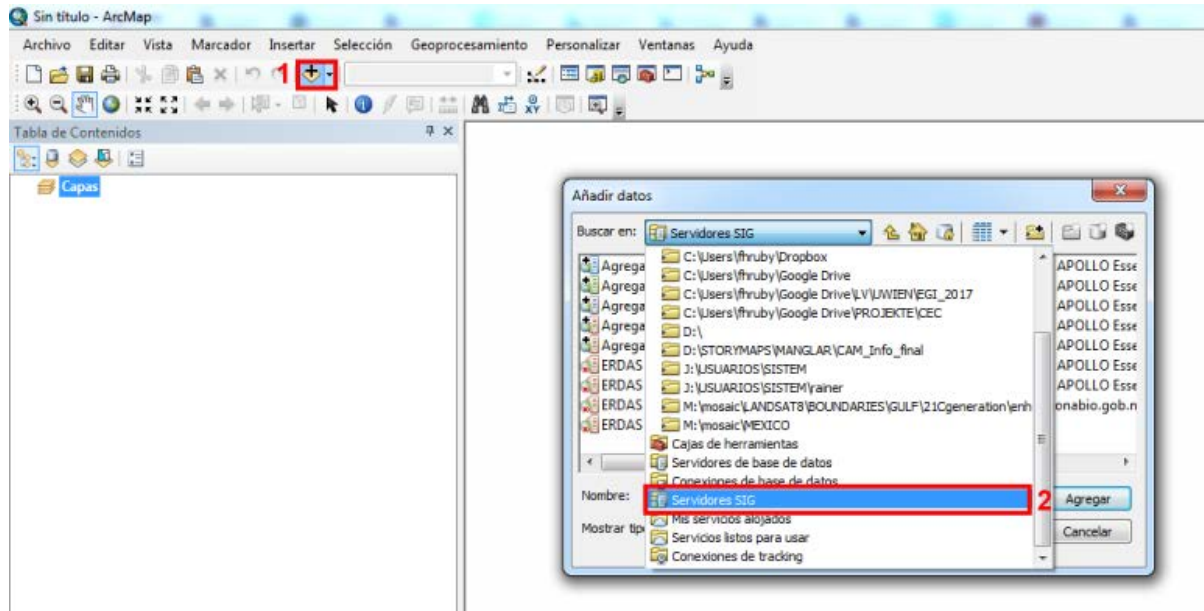 Sin título - ArcMap
Archivo Editar Vista Marcador Insertar Selección Geoprocesamiento Personalizar Ventanas Ayuda
1
Tabla de Contenidos
Capas
Añadir datos
Buscar en: Servidores SIG
C:\Users\fhruby\Dropbox
Agrega C:\Users\fhruby\Google Drive APOLLO Esse
Agrega C:\Users\fhruby\Google Drive\LV\UWIEN\EGI_2017 APOLLO Esse
Agrega C:\Users\fhruby\Google Drive\PROJEKTE\CEC APOLLO Esse
Agrega D:\ APOLLO Esse
Agrega D:\STORYMAPS\MANGLAR\CAM_Info_final APOLLO Esse
ERDAS J:\USUARIOS\SISTEM APOLLO Esse
ERDAS J:\USUARIOS\SISTEM\rainer APOLLO Esse
ERDAS M:\mosaic\LANDSAT8\BOUNDARIES\GULF\21Cgeneration\enh onabio.gob.n
ERDAS M:\mosaic\MEXICO
Cajas de herramientas
Servidores de base de datos
Conexiones de base de datos
Nombre: Servidores SIG 2 Agregar
Mis servicios alojados
Mostrar tip Servicios listos para usar Cancelar
Conexiones de tracking